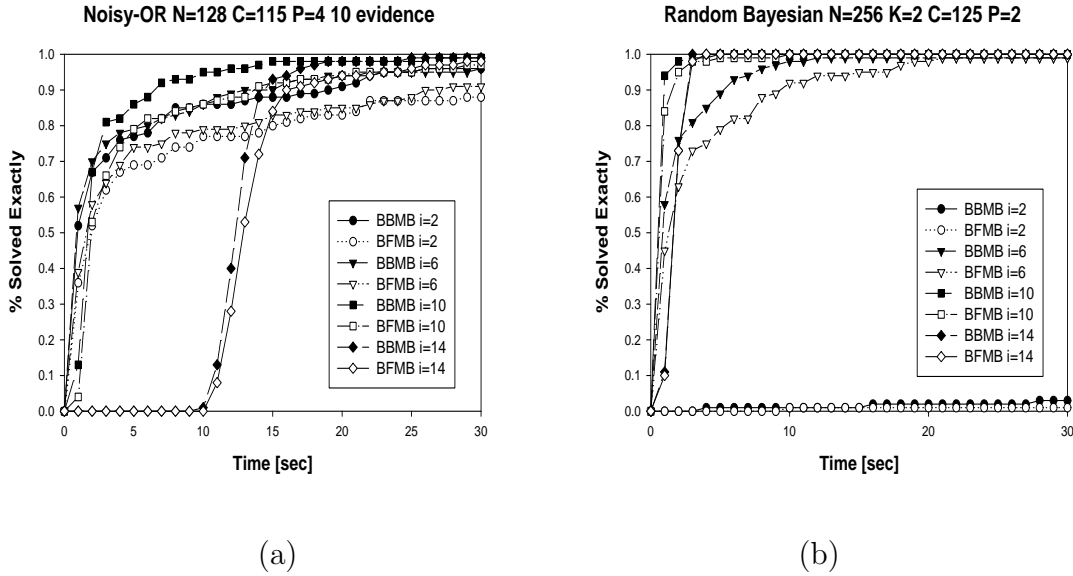 Noisy-OR N=128 C=115 P=4 10 evidence
% Solved Exactly
1.0
0.9
0.8
0.7
0.6
0.5
0.4
0.3
0.2
0.1
0.0
BBMB i=2
BFMB i=2
BBMB i=6
BFMB i=6
BBMB i=10
BFMB i=10
BBMB i=14
BFMB i=14
0 5 10 15 20 25 30
Time [sec]
(a)
Random Bayesian N=256 K=2 C=125 P=2
% Solved Exactly
1.0
0.9
0.8
0.7
0.6
0.5
0.4
0.3
0.2
0.1
0.0
BBMB i=2
BFMB i=2
BBMB i=6
BFMB i=6
BBMB i=10
BFMB i=10
BBMB i=14
BFMB i=14
0 10 20 30
Time [sec]
(b)